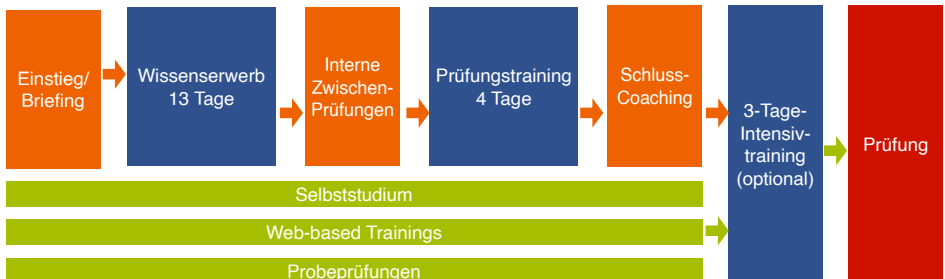 Einstieg/
Briefing
Wissenserwerb
13 Tage
Interne
Zwischen-
Prüfungen
Prüfungstraining
4 Tage
Schluss-
Coaching
3-Tage-
Intensiv-
training
(optional)
Prüfung
Selbststudium
Web-based Trainings
Probeprüfungen